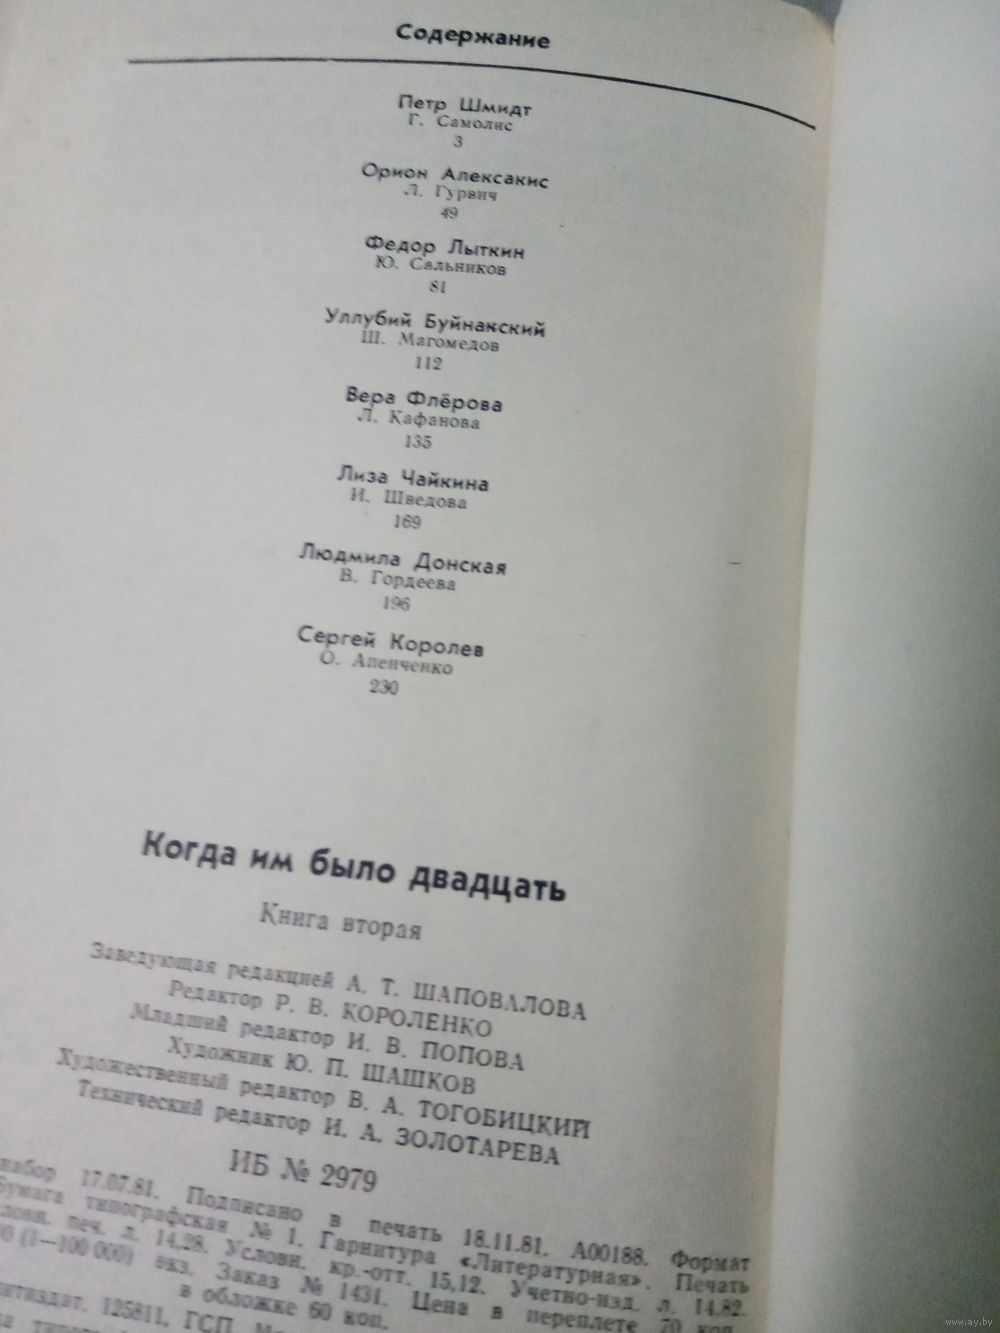 Содержание
Петр Шмидт
Г. Самолис
3
Орион Алексакис
Л. Гурвич
49
Федор Лыткин
Ю. Сальников
81
Уллубий Буйнакский
Ш. Магомедов
112
Вера Флёрова
Л. Кафанова
135
Лиза Чайкина
И. Шведова
169
Людмила Донская
В. Гордеева
196
Сергей Королев
О. Апенченко
230
Когда им было двадцать
Книга вторая
Заведующая редакцией А. Т. ШАПОВАЛОВА
Редактор Р. В. КОРОЛЕНКО
Младший редактор И. В. ПОПОВА
Художник Ю. П. ШАШКОВ
Художественный редактор В. А. ТОГОБИЦКИЙ
Технический редактор И. А. ЗОЛОТАРЕВА
ИБ № 2979
набор 17.07.81. Подписано в печать 18.11.81. А00188. Формат
Бумага типографская № 1. Гарнитура «Литературная». Печать
печ. л. 14,28. Условн. кр.-отт. 15,12. Учетно-изд. л. 14,82.
(1—100 000) экз. Заказ № 1431. Цена в переплете 70 коп.,
в обложке 60 коп.
125811, ГСП
www.ay.by